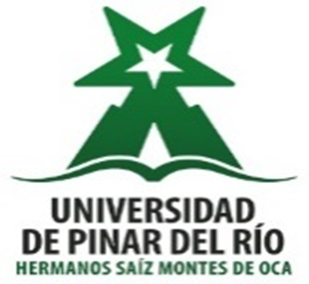 UNIVERSIDAD
DE PINAR DEL RÍO
HERMANOS SAÍZ MONTES DE OCA